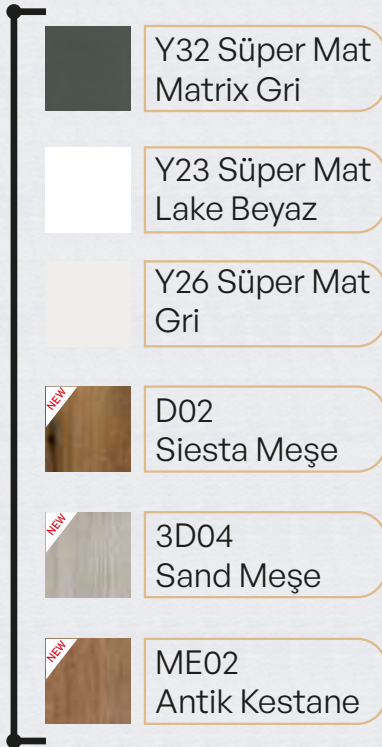 Y32 Süper Mat
Matrix Gri
Y23 Süper Mat
Lake Beyaz
Y26 Süper Mat
Gri
NEW
D02
Siesta Meşe
NEW
3D04
Sand Meşe
NEW
ME02
Antik Kestane